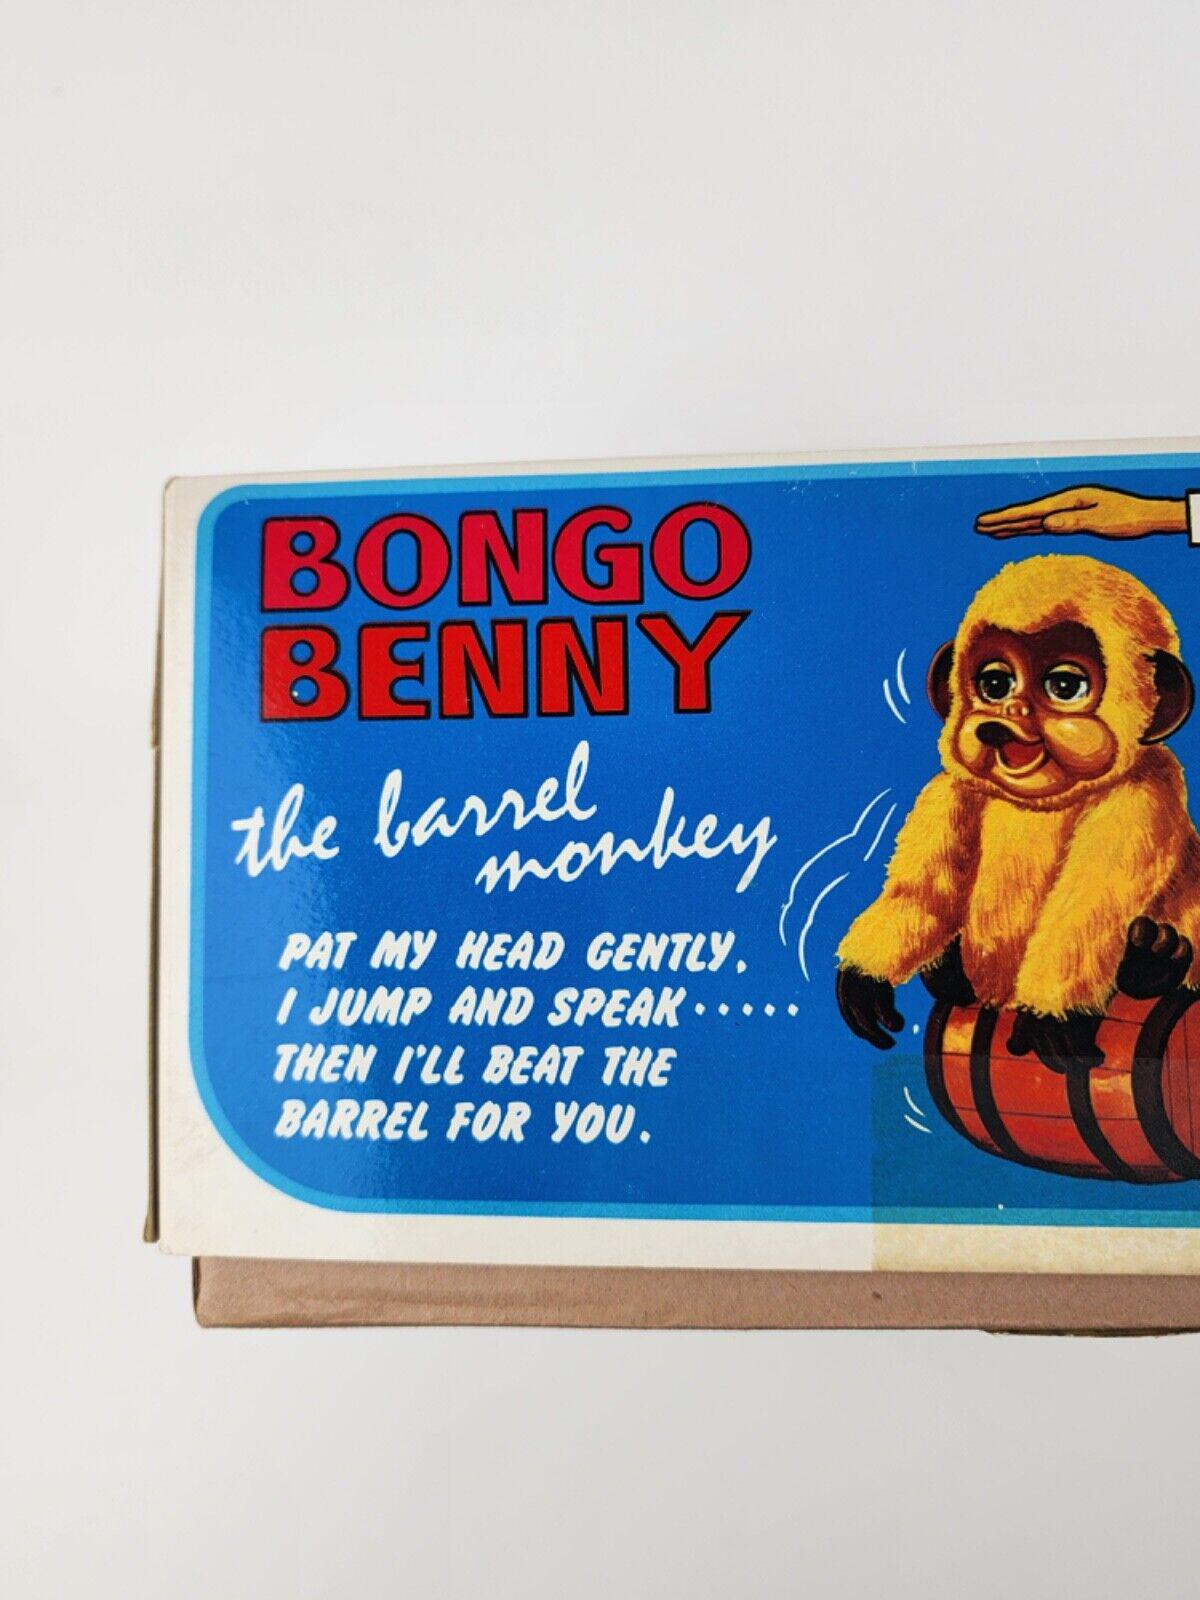 BONGO
BENNY
the barrel
monkey
PAT MY HEAD GENTLY.
I JUMP AND SPEAK.....
THEN I'LL BEAT THE
BARREL FOR YOU.